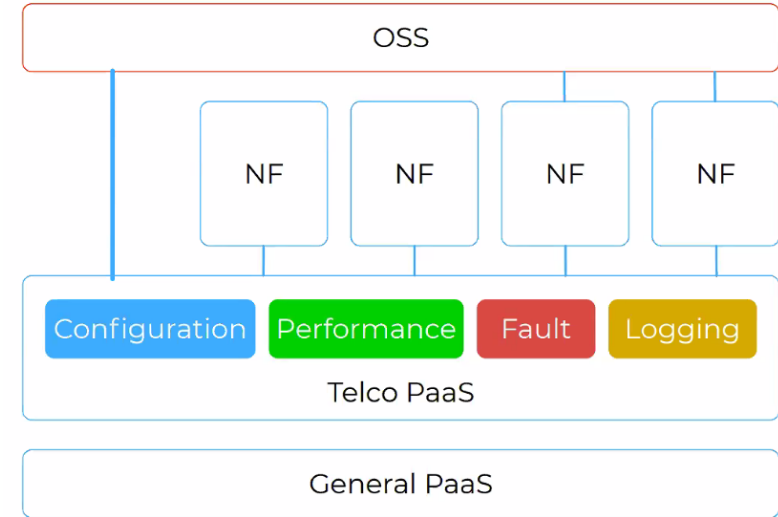 OSS
NF NF NF NF
Configuration Performance Fault Logging
Telco PaaS
General PaaS